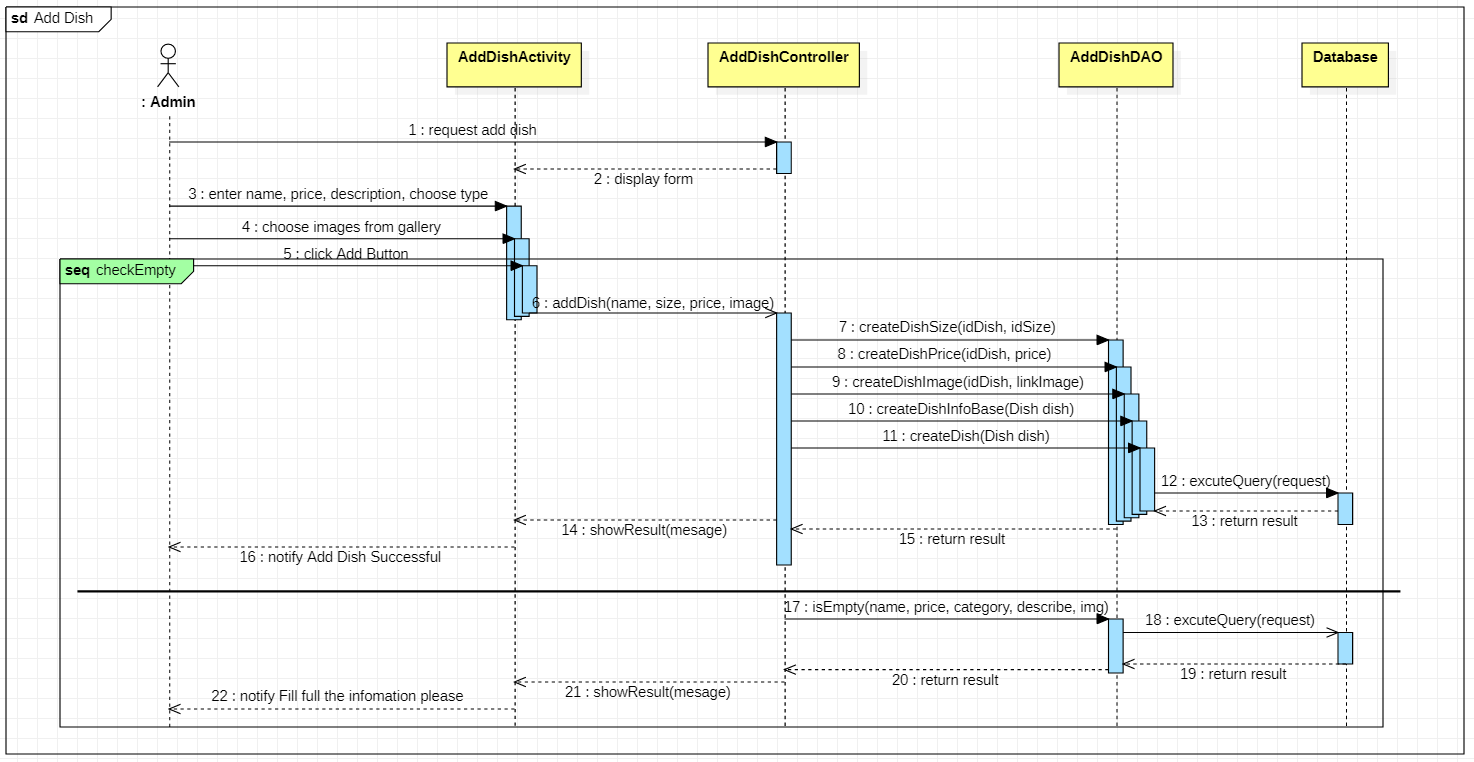 sd Add Dish
AddDishActivity
AddDishController
AddDishDAO
Database
: Admin
1 : request add dish
2 : display form
3 : enter name, price, description, choose type
4 : choose images from gallery
5 : click Add Button
seq checkEmpty
6 : addDish(name, size, price, image)
7 : createDishSize(idDish, idSize)
8 : createDishPrice(idDish, price)
9 : createDishImage(idDish, linkImage)
10 : createDishInfoBase(Dish dish)
11 : createDish(Dish dish)
12 : excuteQuery(request)
13 : return result
14 : showResult(mesage)
15 : return result
16 : notify Add Dish Successful
17 : isEmpty(name, price, category, describe, img)
18 : excuteQuery(request)
19 : return result
20 : return result
21 : showResult(mesage)
22 : notify Fill full the infomation please